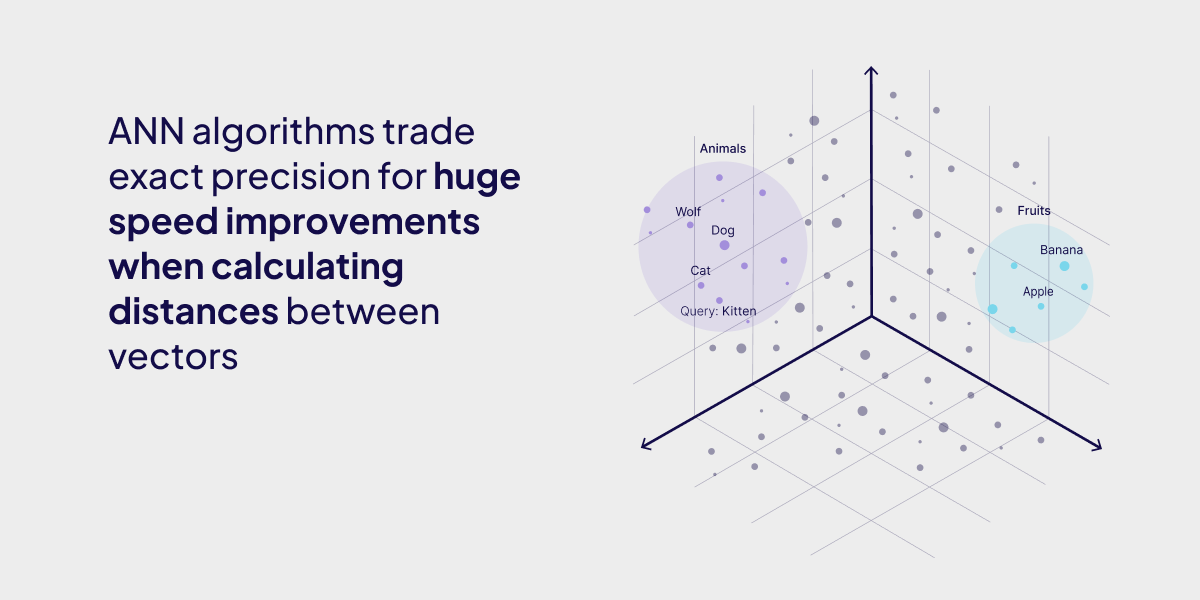 ANN algorithms trade
exact precision for huge
speed improvements
when calculating
distances between
vectors
Animals
Wolf
Dog
Cat
Query: Kitten
Fruits
Banana
Apple